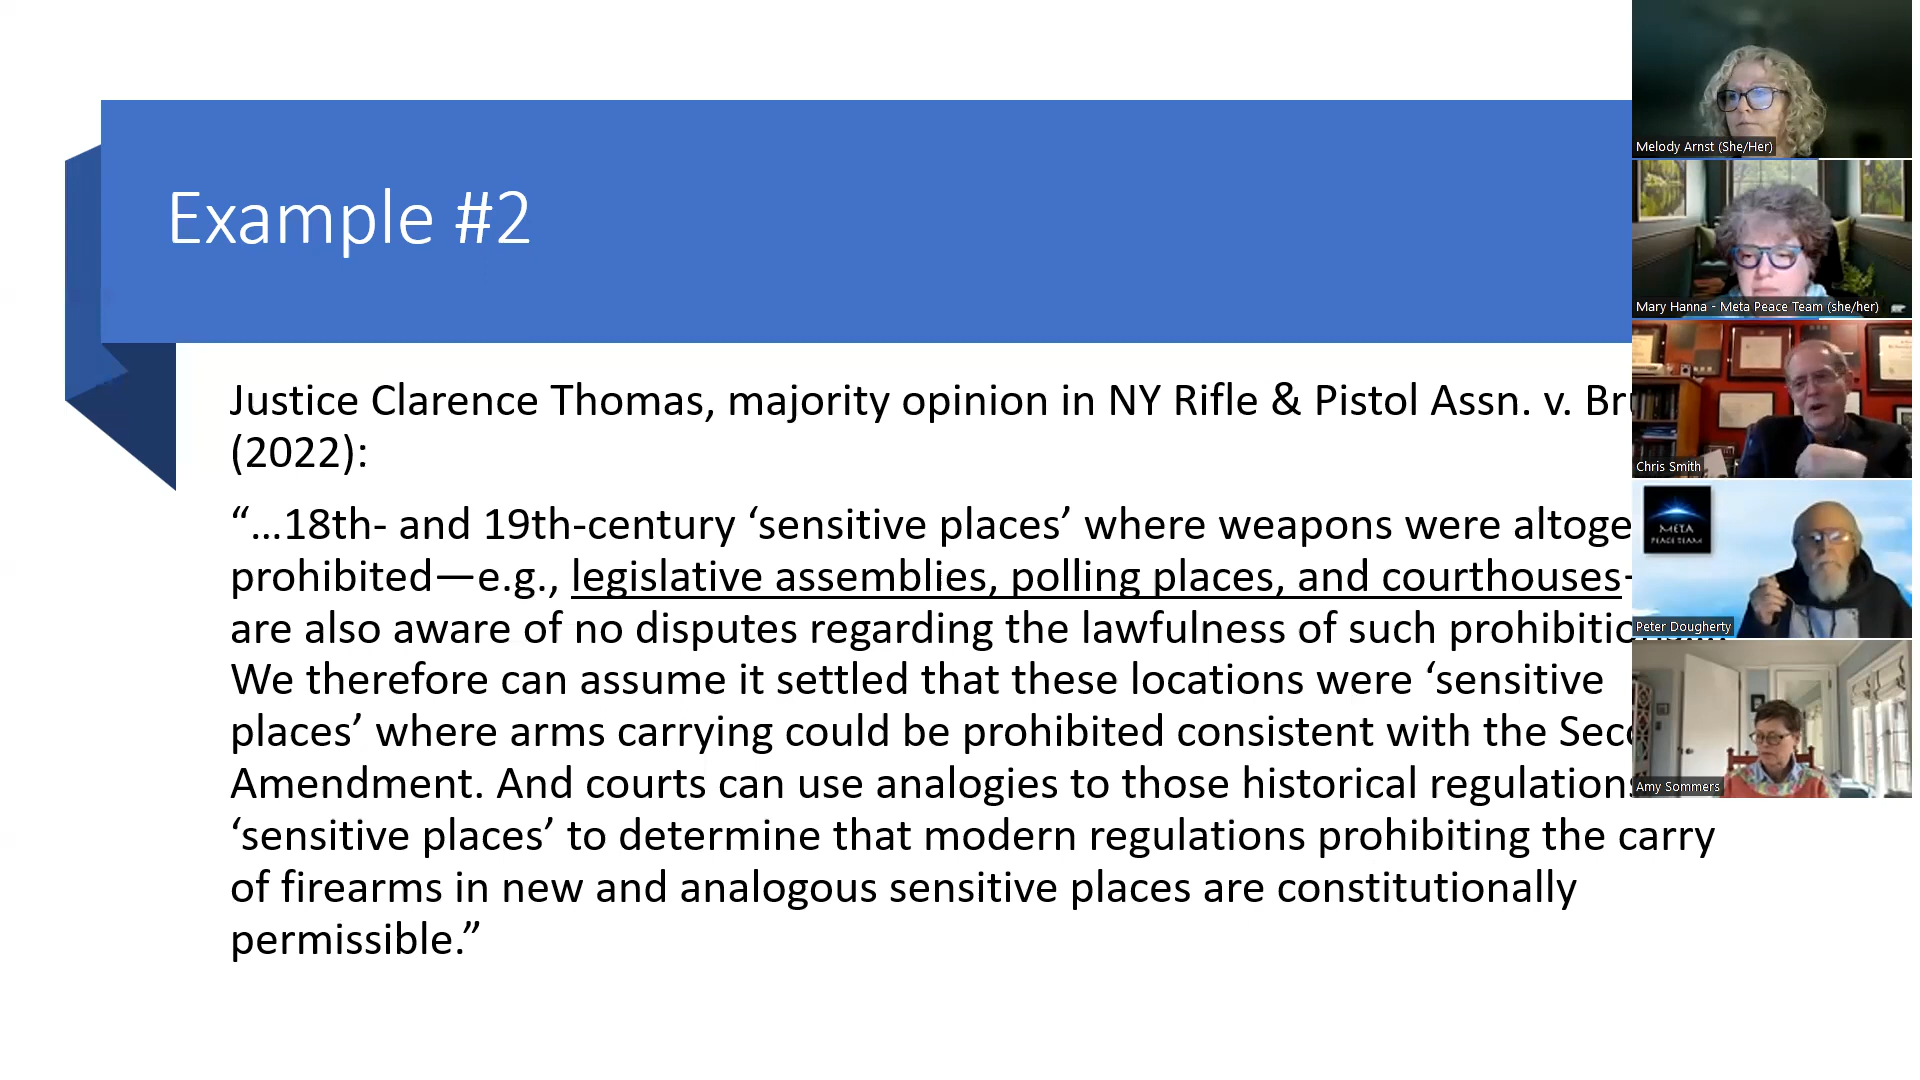 Example #2
Justice Clarence Thomas, majority opinion in NY Rifle & Pistol Assn. v.
(2022):
“…18th- and 19th-century ‘sensitive places’ where weapons were
prohibited—e.g., legislative assemblies, polling places, and courthouses
are also aware of no disputes regarding the lawfulness of such
We therefore can assume it settled that these locations were ‘sensitive
places’ where arms carrying could be prohibited consistent with the
Amendment. And courts can use analogies to those historical regulations
‘sensitive places’ to determine that modern regulations prohibiting the carry
of firearms in new and analogous sensitive places are constitutionally
permissible.”
Melody Arnst (She/Her)
Mary Hanna - Meta Peace Team (she/her)
Chris Smith
META
PEACE TEAM
Peter Dougherty
Amy Sommers